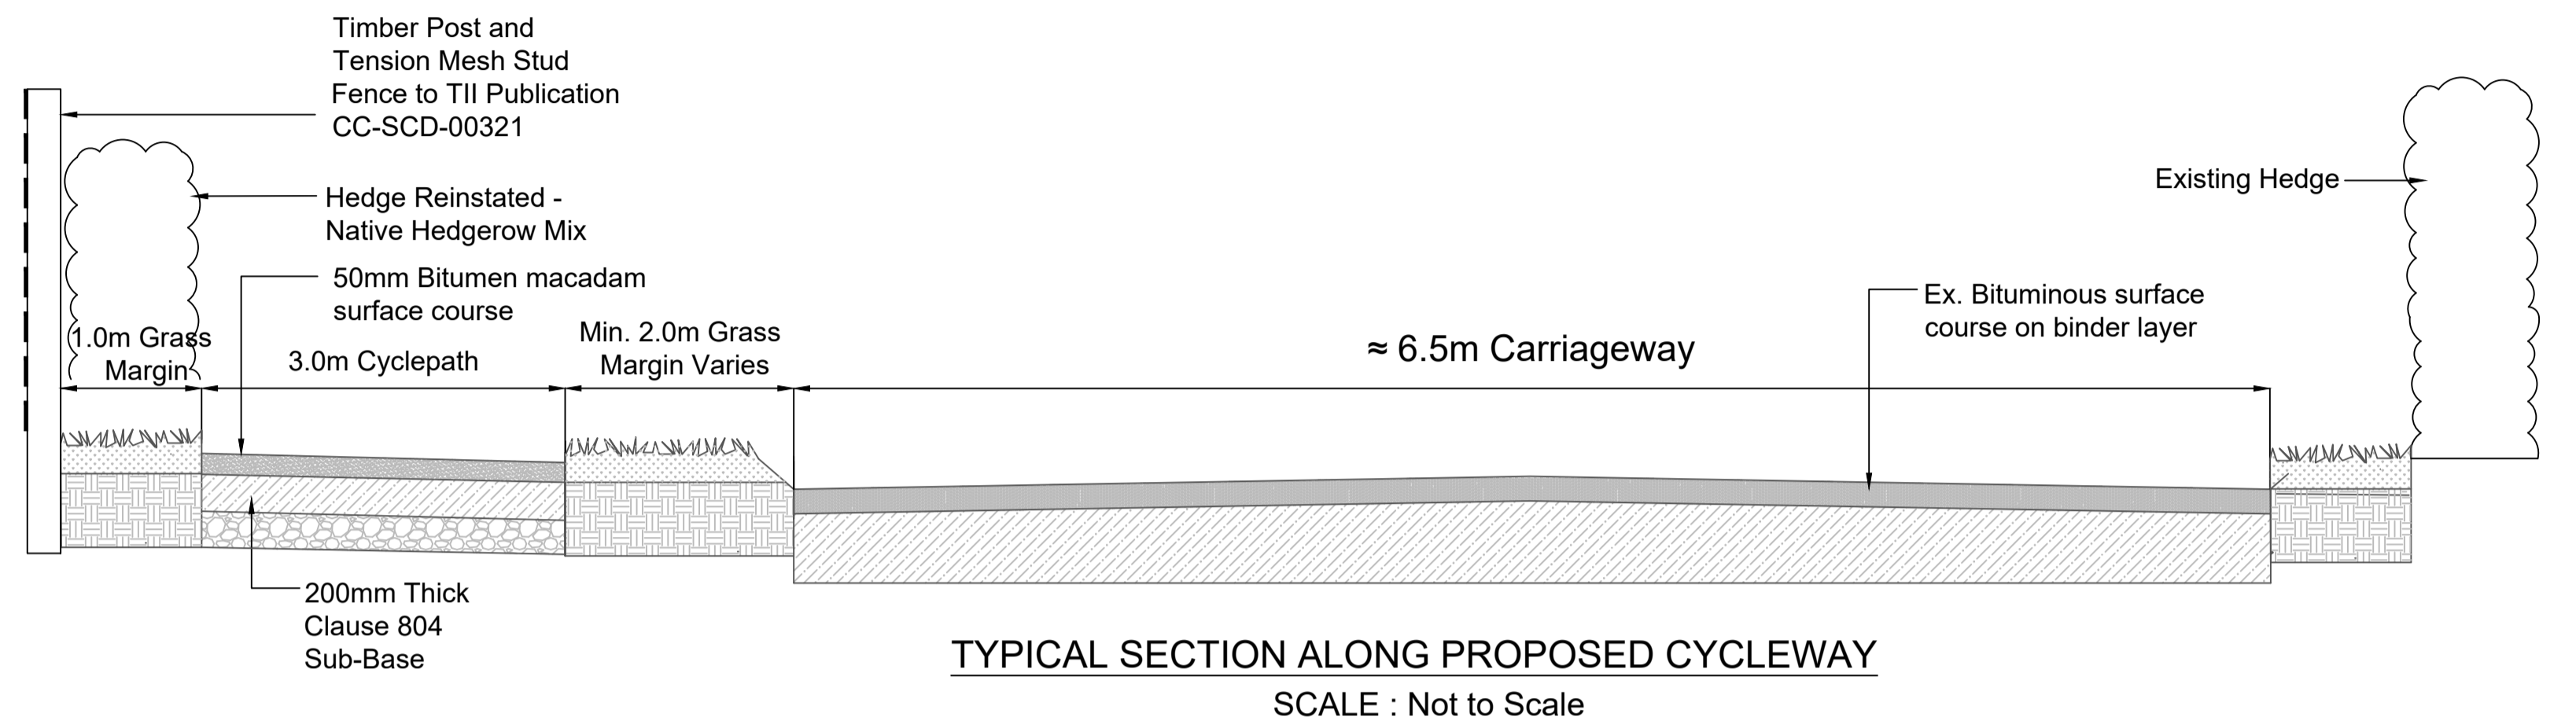 Timber Post and
Tension Mesh Stud
Fence to TII Publication
CC-SCD-00321
Hedge Reinstated -
Native Hedgerow Mix
50mm Bitumen macadam
surface course
1.0m Grass
Margin
3.0m Cyclepath
Min. 2.0m Grass
Margin Varies
≈ 6.5m Carriageway
Existing Hedge
Ex. Bituminous surface
course on binder layer
200mm Thick
Clause 804
Sub-Base
TYPICAL SECTION ALONG PROPOSED CYCLEWAY
SCALE : Not to Scale